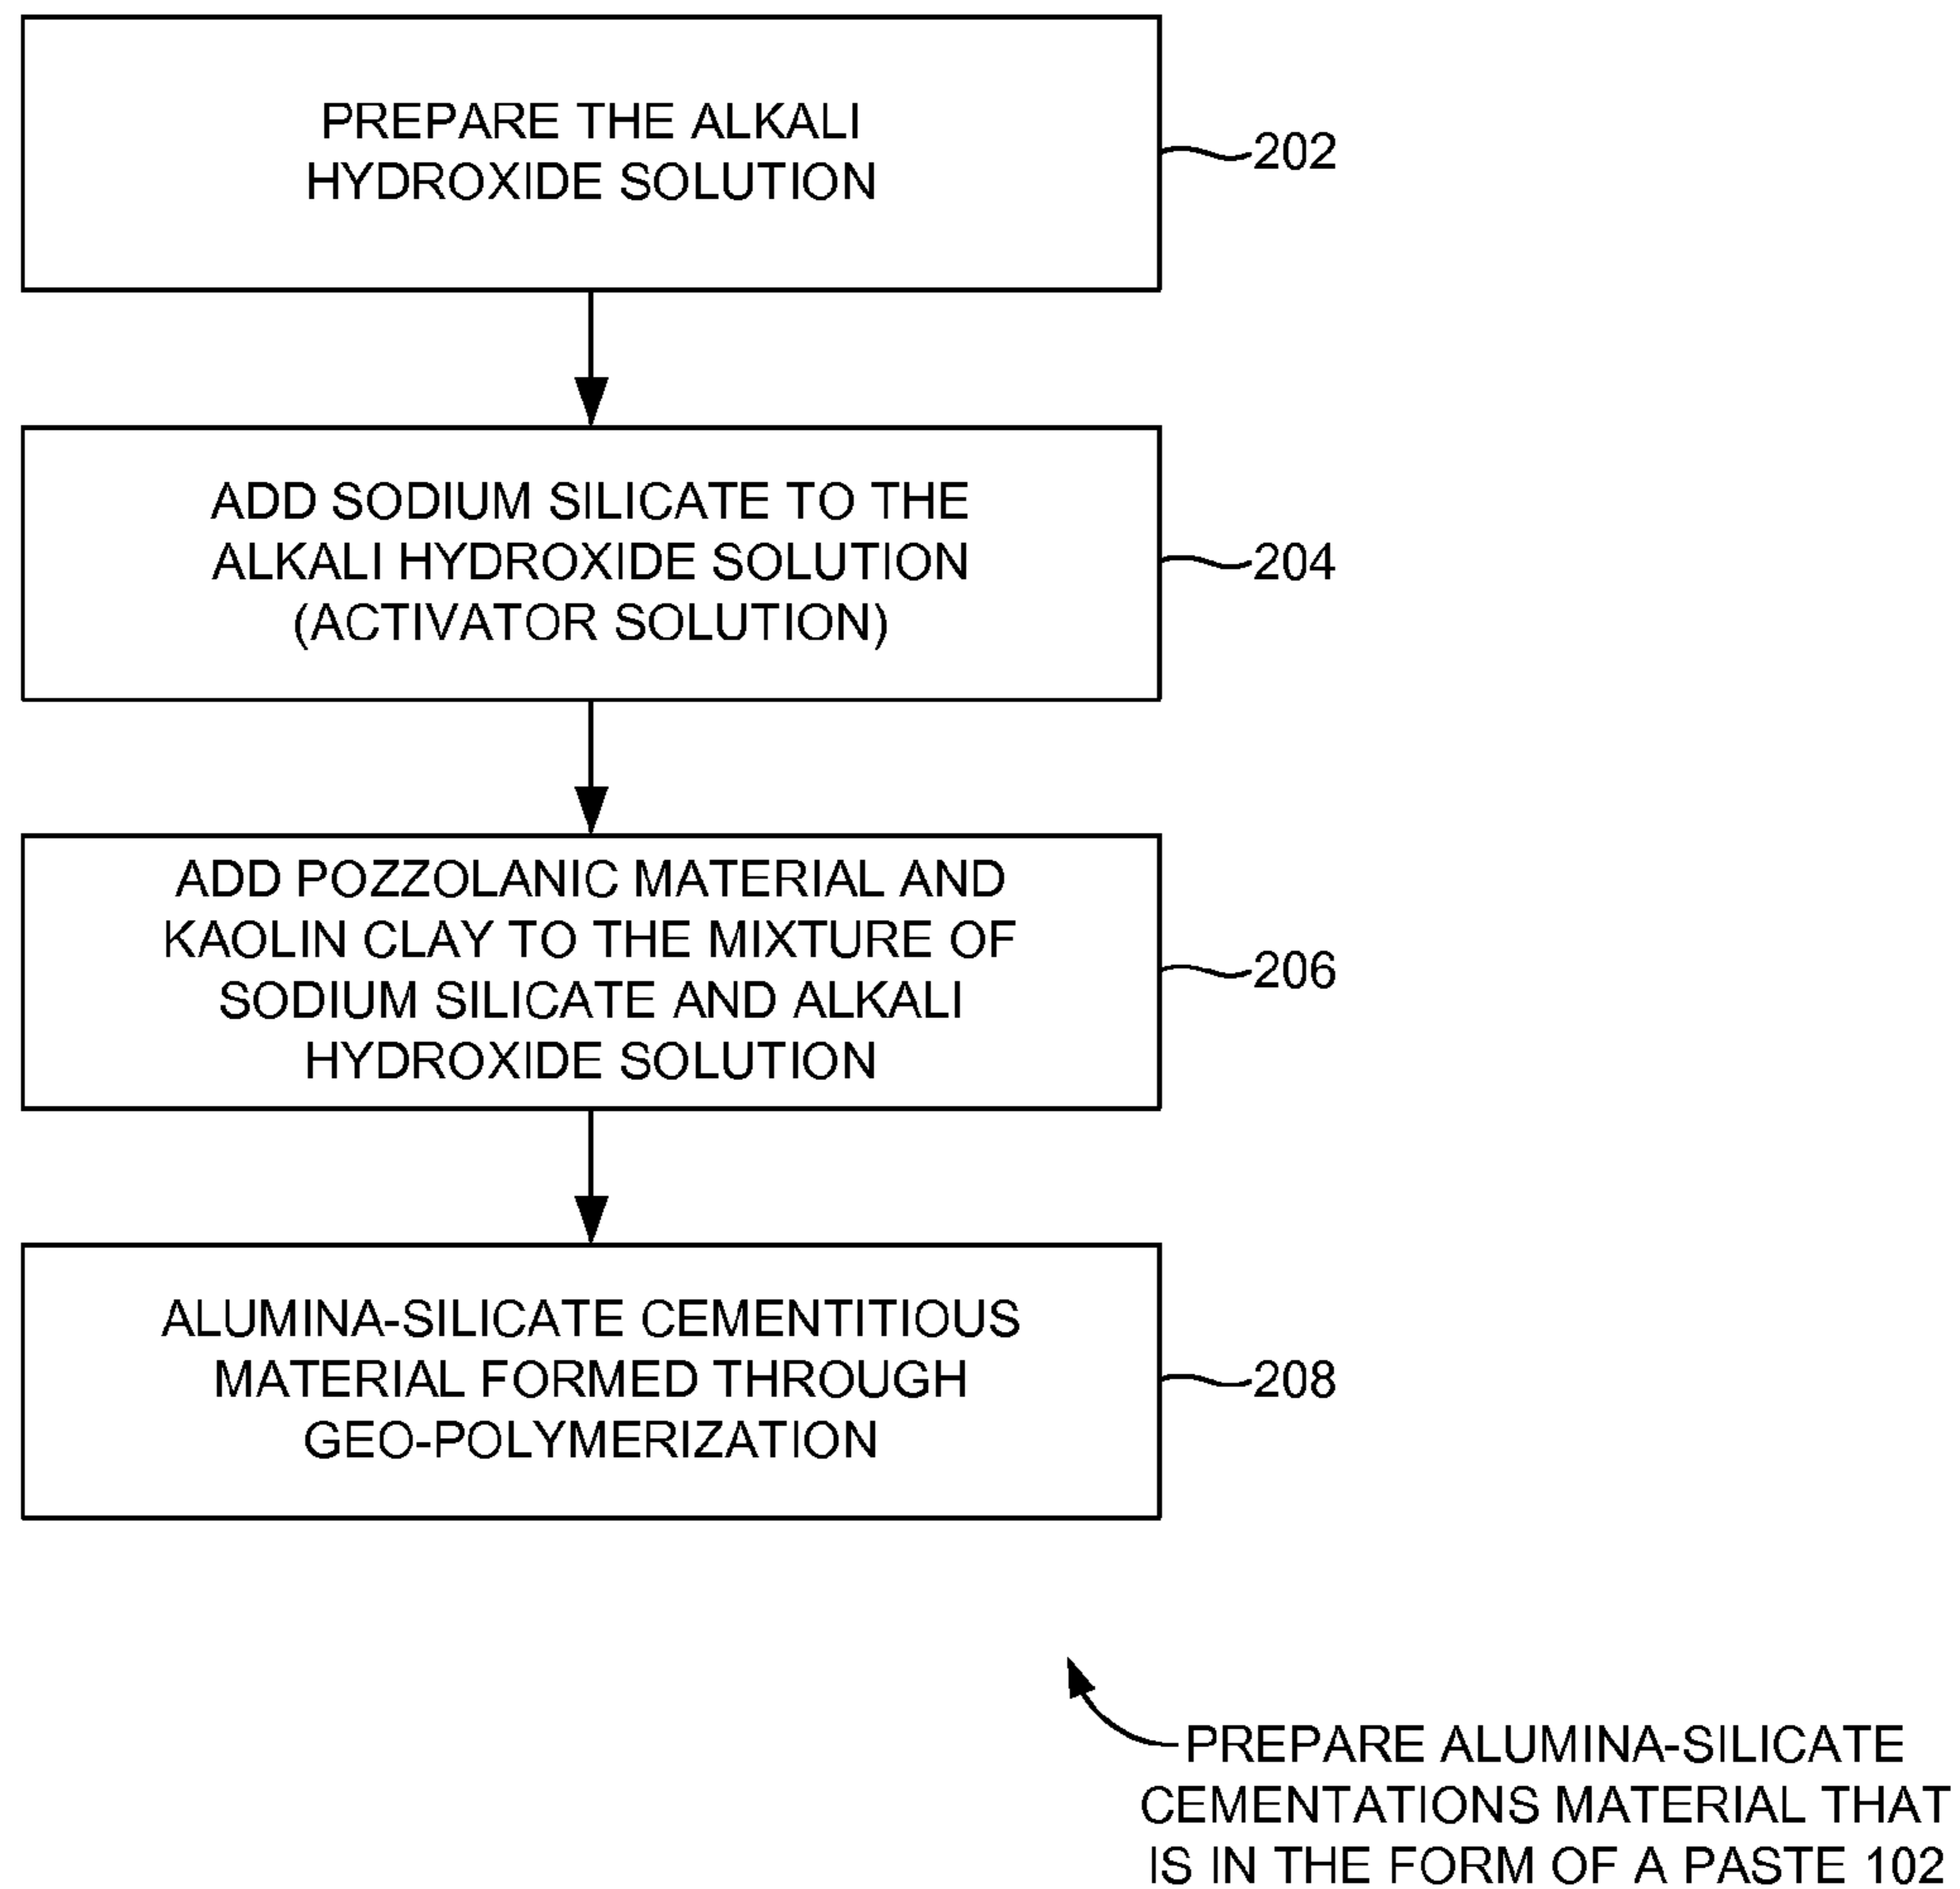 PREPARE THE ALKALI
HYDROXIDE SOLUTION
202
ADD SODIUM SILICATE TO THE
ALKALI HYDROXIDE SOLUTION
(ACTIVATOR SOLUTION)
204
ADD POZZOLANIC MATERIAL AND
KAOLIN CLAY TO THE MIXTURE OF
SODIUM SILICATE AND ALKALI
HYDROXIDE SOLUTION
206
ALUMINA-SILICATE CEMENTITIOUS
MATERIAL FORMED THROUGH
GEO-POLYMERIZATION
208
PREPARE ALUMINA-SILICATE
CEMENTATIONS MATERIAL THAT
IS IN THE FORM OF A PASTE 102